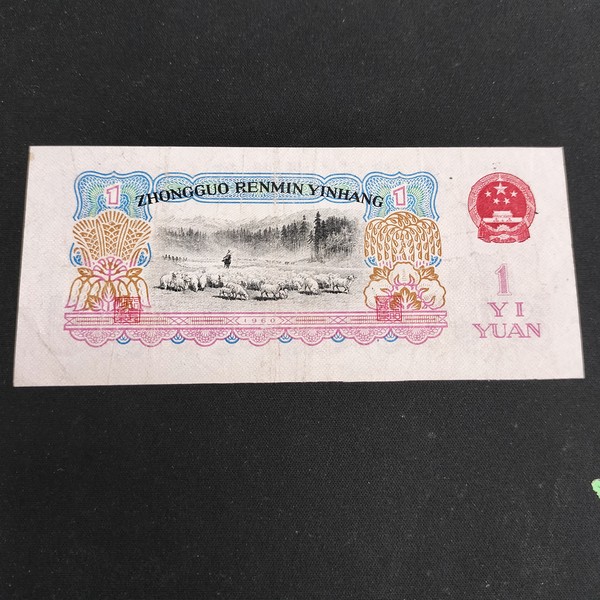 ZHONGGUO RENMIN YINHANG
1 1
1960
1
YI
YUAN